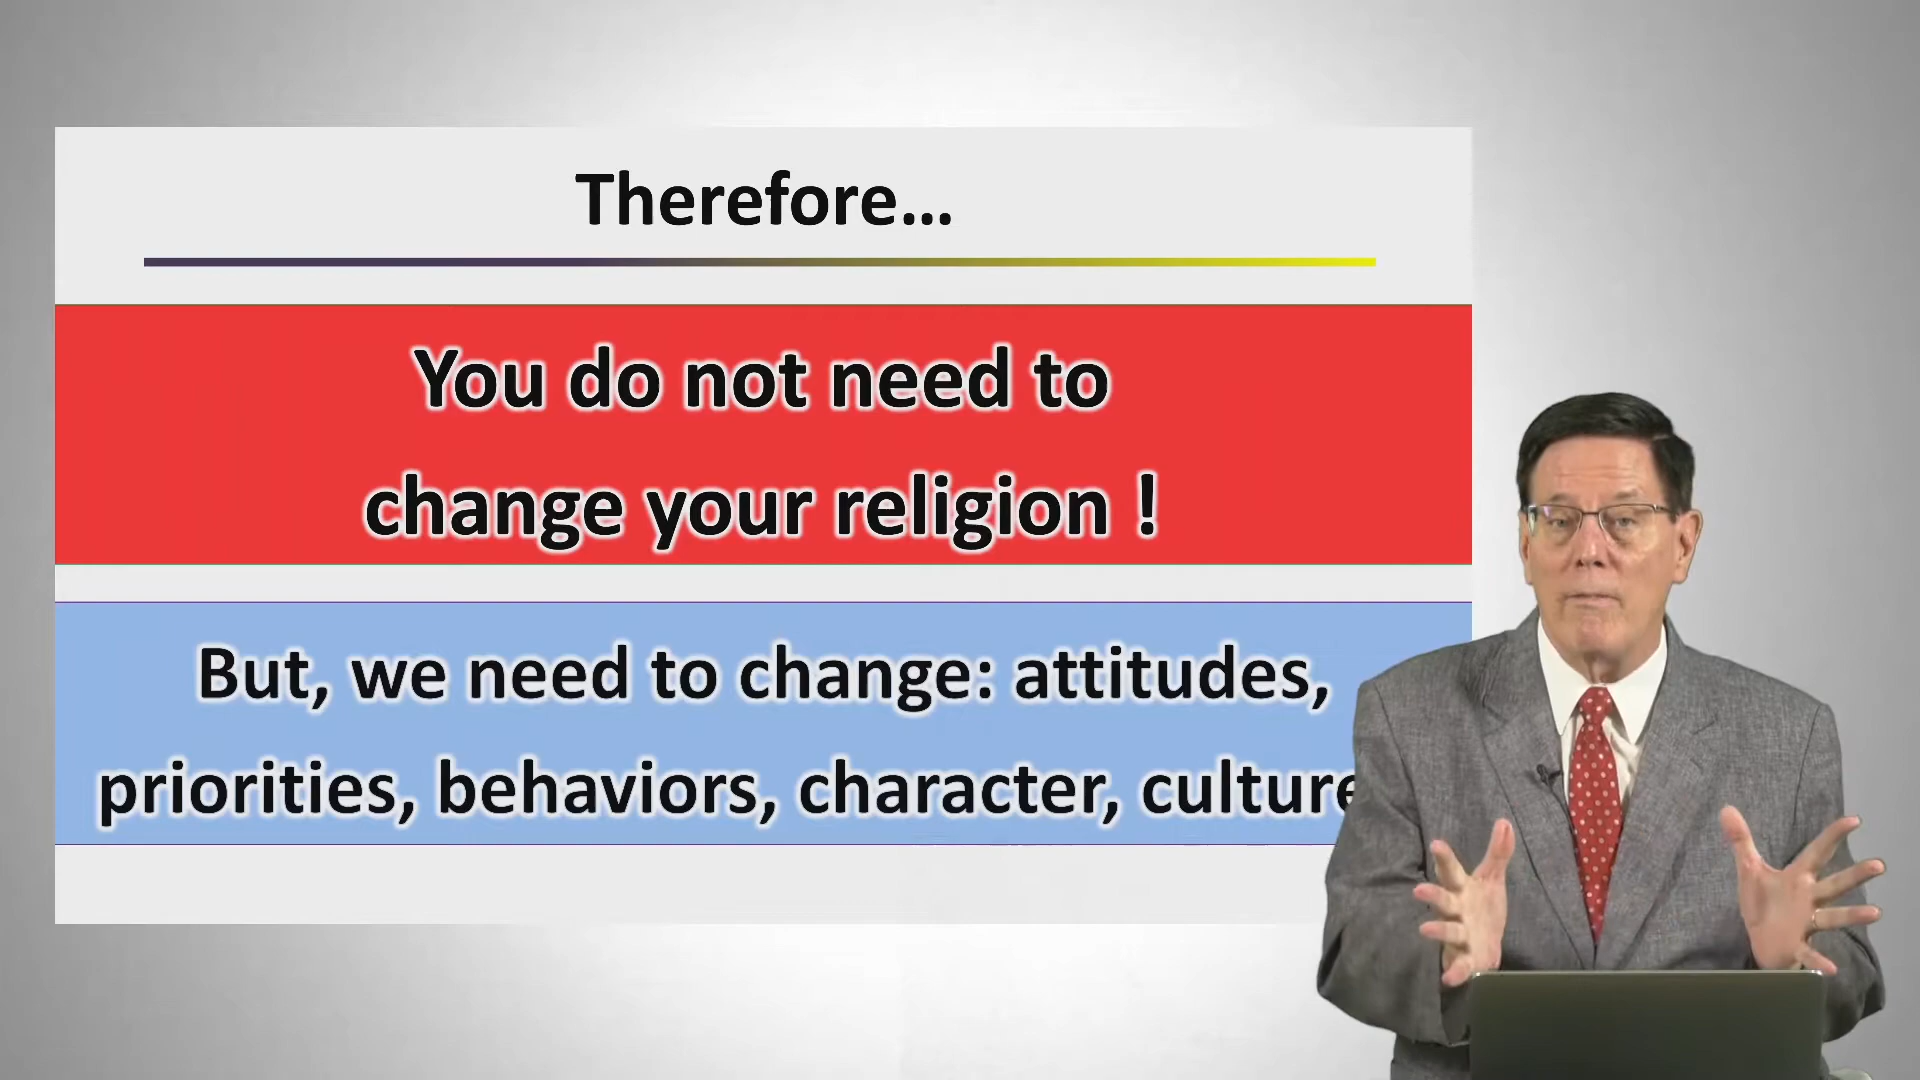 Therefore...
You do not need to
change your religion !
But, we need to change: attitudes,
priorities, behaviors, character, culture